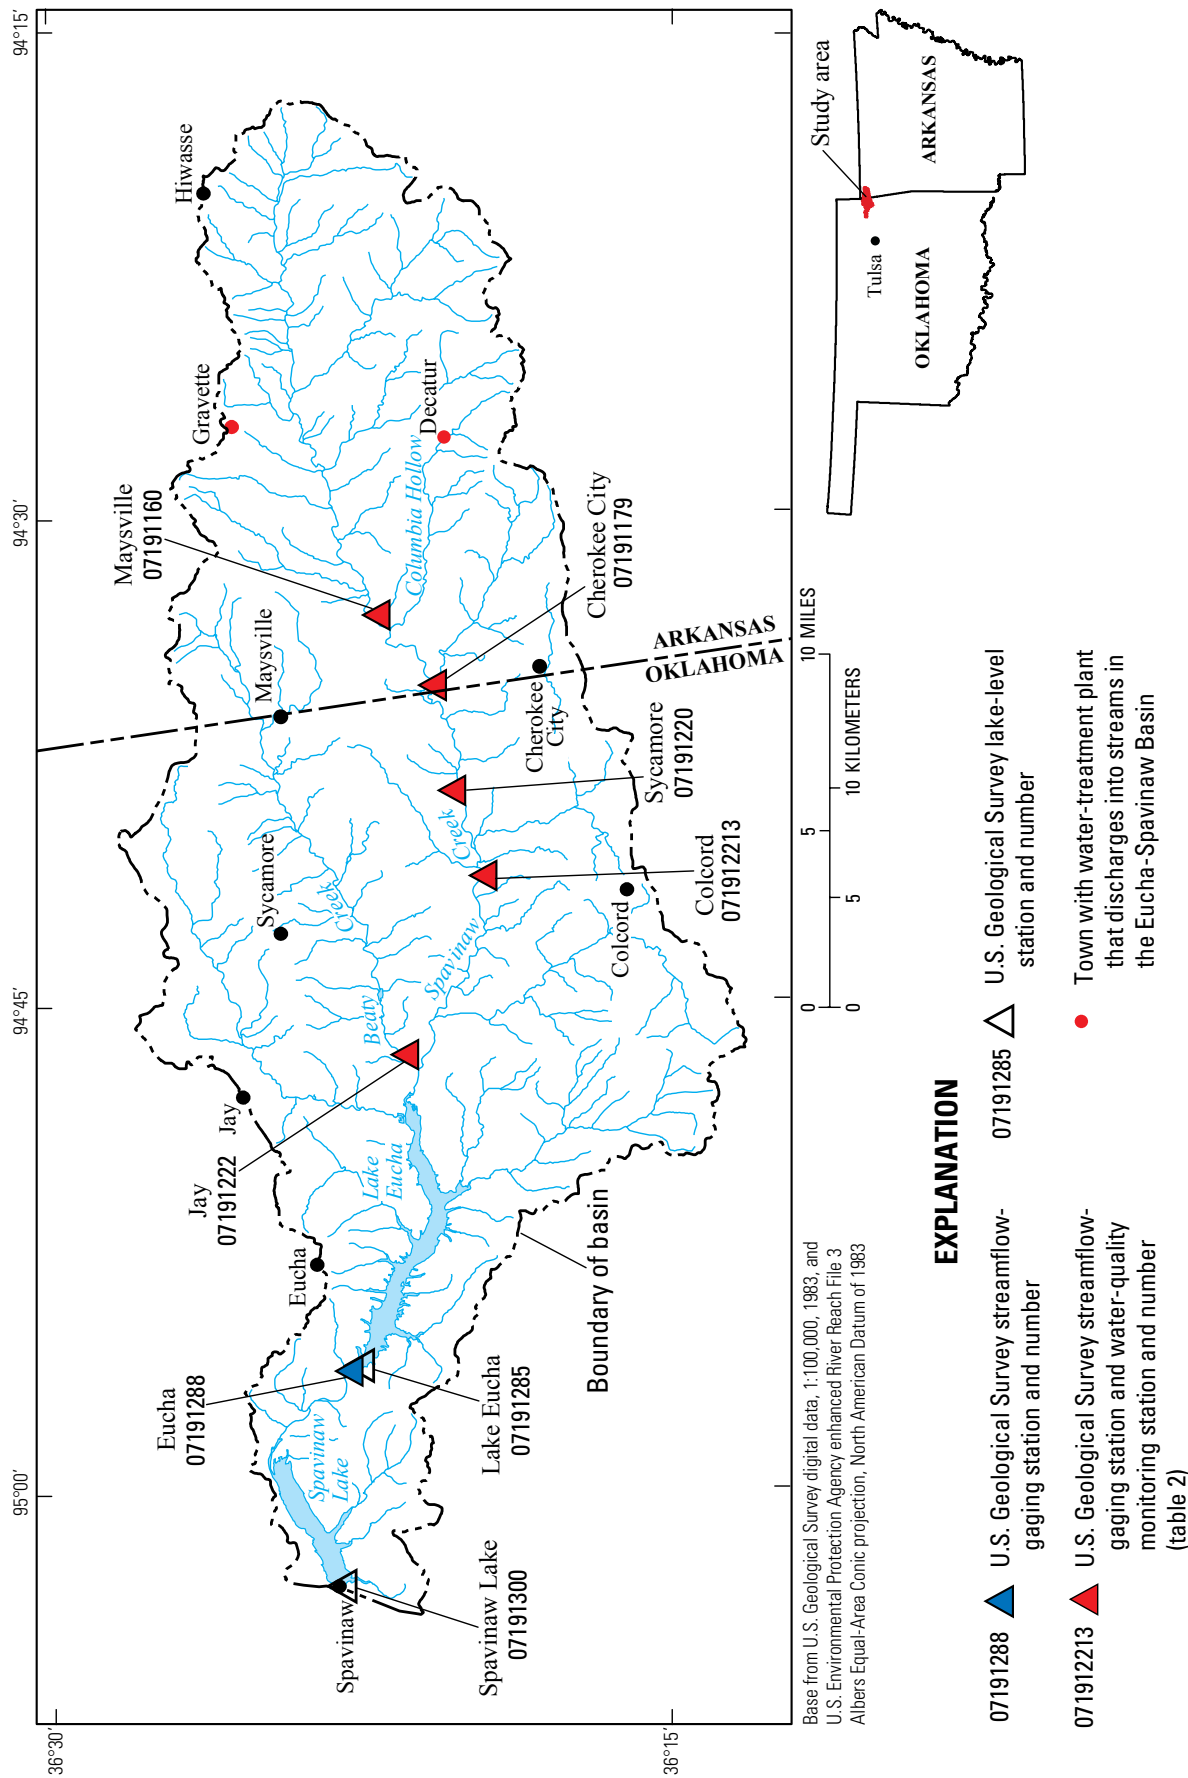 95°00'
94°45'
94°30'
94°15'
36°30'
36°15'
Hiwasse
Gravette
Decatur
Maysville
07191160
Columbia Hollow
Cherokee City
07191179
Maysville
ARKANSAS
OKLAHOMA
Cherokee
City
Sycamore
07191220
Sycamore
Creek
Creek
Colcord
071912213
Colcord
Spavinaw
Beaty
Jay
Jay
071912222
Lake
Eucha
Eucha
Boundary of basin
Eucha
07191288
Lake Eucha
07191285
Spavinaw
Lake
Spavinaw
Spavinaw Lake
07191300
Base from U.S. Geological Survey digital data, 1:100,000, 1983, and
U.S. Environmental Protection Agency enhanced River Reach File 3
Albers Equal-Area Conic projection, North American Datum of 1983
0 5 10 MILES
0 5 10 KILOMETERS
Study area
Tulsa
OKLAHOMA
ARKANSAS
EXPLANATION
07191288
U.S. Geological Survey streamflow-
gaging station and number
071912213
U.S. Geological Survey streamflow-
gaging station and water-quality
monitoring station and number
(table 2)
07191285
U.S. Geological Survey lake-level
station and number
Town with water-treatment plant
that discharges into streams in
the Eucha-Spavinaw Basin